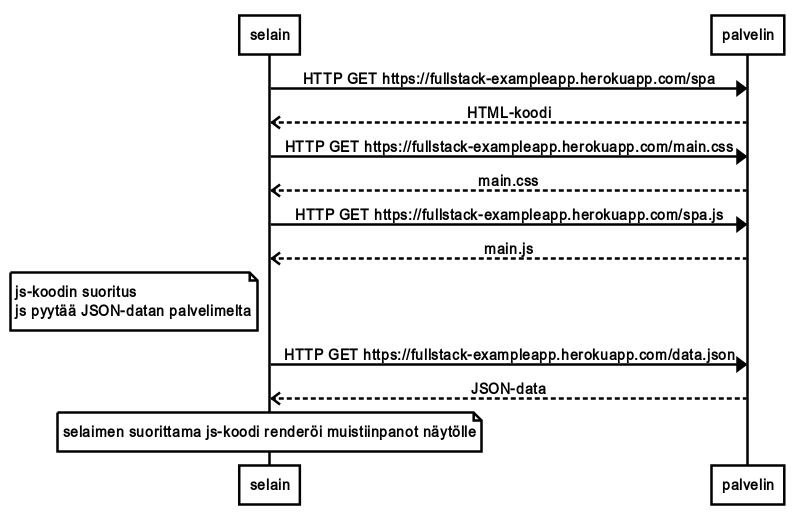 selain
palvelin
HTTP GET https://fullstack-exampleapp.herokuapp.com/spa
HTML-koodi
HTTP GET https://fullstack-exampleapp.herokuapp.com/main.css
main.css
HTTP GET https://fullstack-exampleapp.herokuapp.com/spa.js
main.js
js-koodin suoritus
js pyytää JSON-datan palvelimelta
HTTP GET https://fullstack-exampleapp.herokuapp.com/data.json
JSON-data
selaimen suorittama js-koodi renderöi muistiinpanot näytölle
selain
palvelin